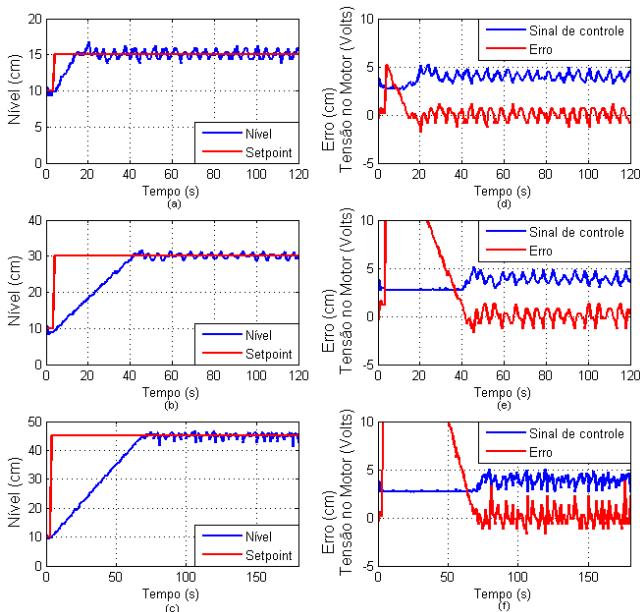 20
15
10
5
0
Nível (cm)
Nível
Setpoint
0 20 40 60 80 100 120
Tempo (s)
(a)
10
5
0
-5
Erro (cm)
Tensão no Motor (Volts)
Sinal de controle
Erro
0 20 40 60 80 100 120
Tempo (s)
(d)
40
30
20
10
0
Nível (cm)
Nível
Setpoint
0 20 40 60 80 100 120
Tempo (s)
(b)
10
5
0
-5
Erro (cm)
Tensão no Motor (Volts)
Sinal de controle
Erro
0 20 40 60 80 100 120
Tempo (s)
(e)
50
40
30
20
10
0
Nível (cm)
Nível
Setpoint
0 50 100 150
Tempo (s)
(c)
10
5
0
-5
Erro (cm)
Tensão no Motor (Volts)
Sinal de controle
Erro
0 50 100 150
Tempo (s)
(f)